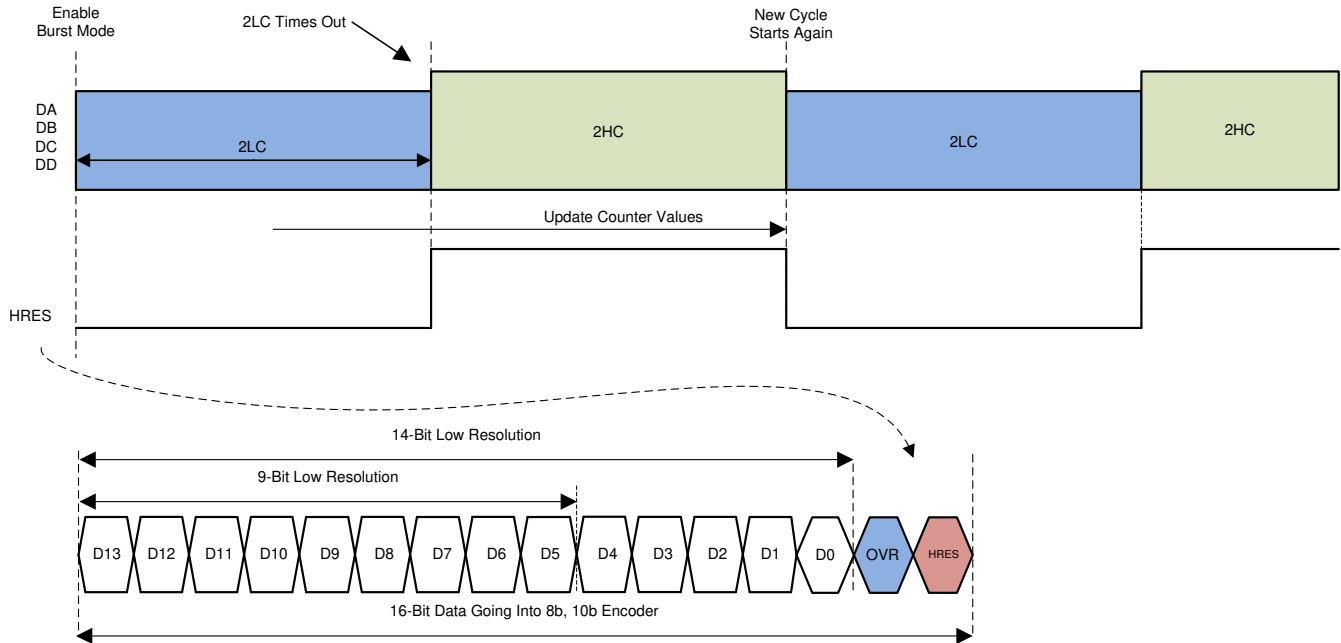 Enable
Burst Mode
2LC Times Out
New Cycle
Starts Again
DA
DB
DC
DD
2LC
2HC
2LC
2HC
Update Counter Values
HRES
14-Bit Low Resolution
9-Bit Low Resolution
D13 D12 D11 D10 D9 D8 D7 D6 D5 D4 D3 D2 D1 D0 OVR HRES
16-Bit Data Going Into 8b, 10b Encoder